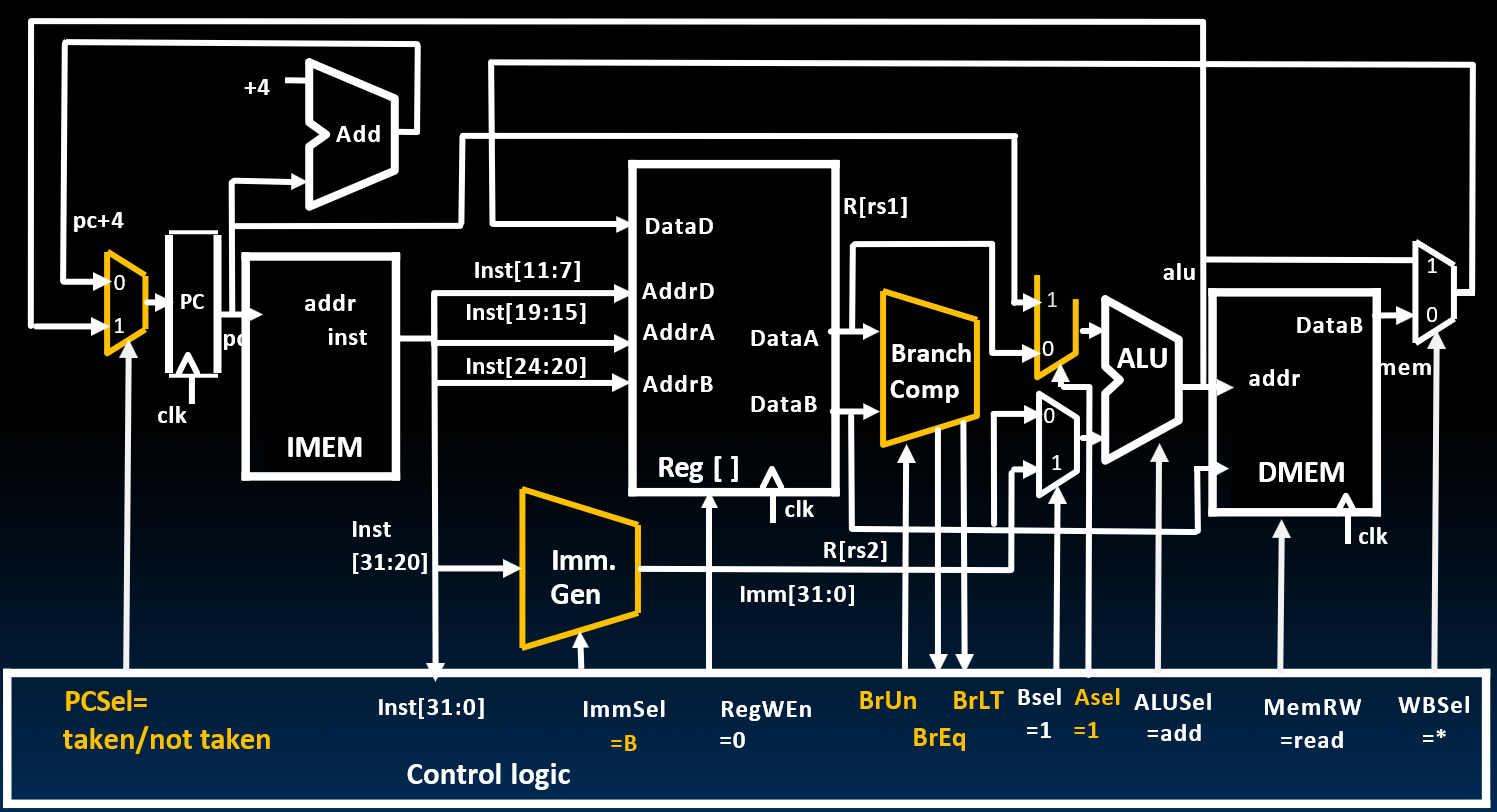 +4
Add
pc+4
0
1
PC
pc
clk
addr
inst
IMEM
Inst[11:7]
Inst[19:15]
Inst[24:20]
Inst
[31:20]
DataD
AddrD
AddrA
AddrB
DataA
DataB
Reg [ ]
clk
R[rs1]
Branch
Comp
R[rs2]
Imm.
Gen
Imm[31:0]
1
0
0
1
ALU
alu
DataB
addr
DMEM
clk
mem
1
0
PCSel=
taken/not taken
Inst[31:0]
ImmSel
=B
RegWEn
=0
BrUn
BrEq
BrLT
Bsel
=1
Asel
=1
ALUSel
=add
MemRW
=read
WBSel
=*
Control logic